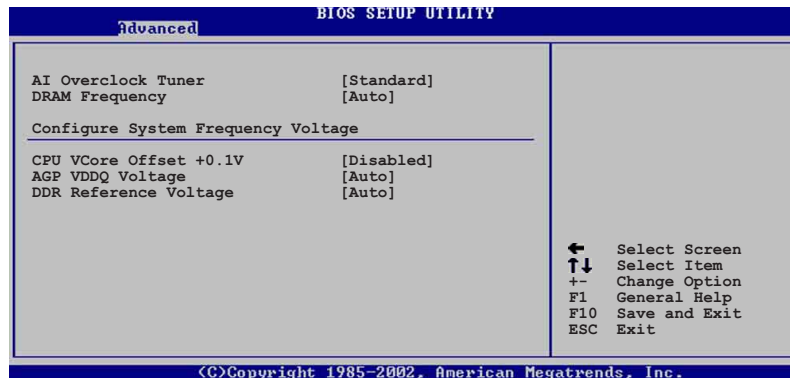 BIOS SETUP UTILITY
Advanced
AI Overclock Tuner [Standard]
DRAM Frequency [Auto]
Configure System Frequency Voltage
CPU VCore Offset +0.1V [Disabled]
AGP VDDQ Voltage [Auto]
DDR Reference Voltage [Auto]
← Select Screen
↑↓ Select Item
+- Change Option
F1 General Help
F10 Save and Exit
ESC Exit
(C)Copyright 1985-2002, American Megatrends, Inc.